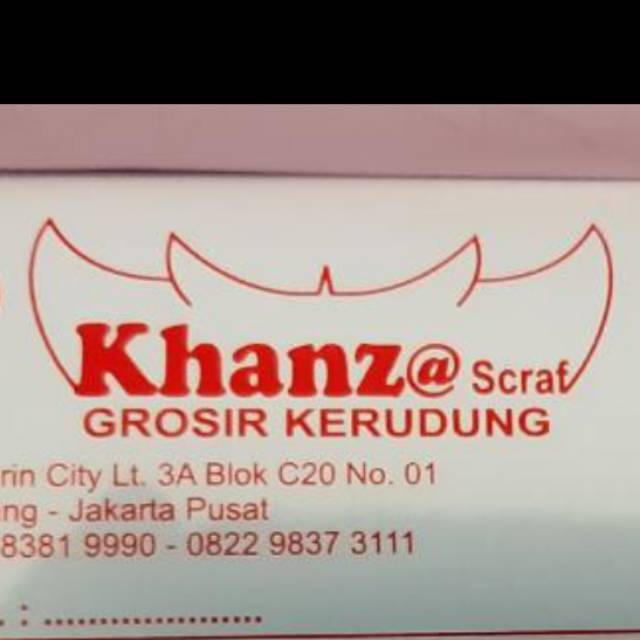 Khanz@ Scraf
GROSIR KERUDUNG
rin City Lt. 3A Blok C20 No. 01
ng - Jakarta Pusat
8381 9990 - 0822 9837 3111
. : ......................